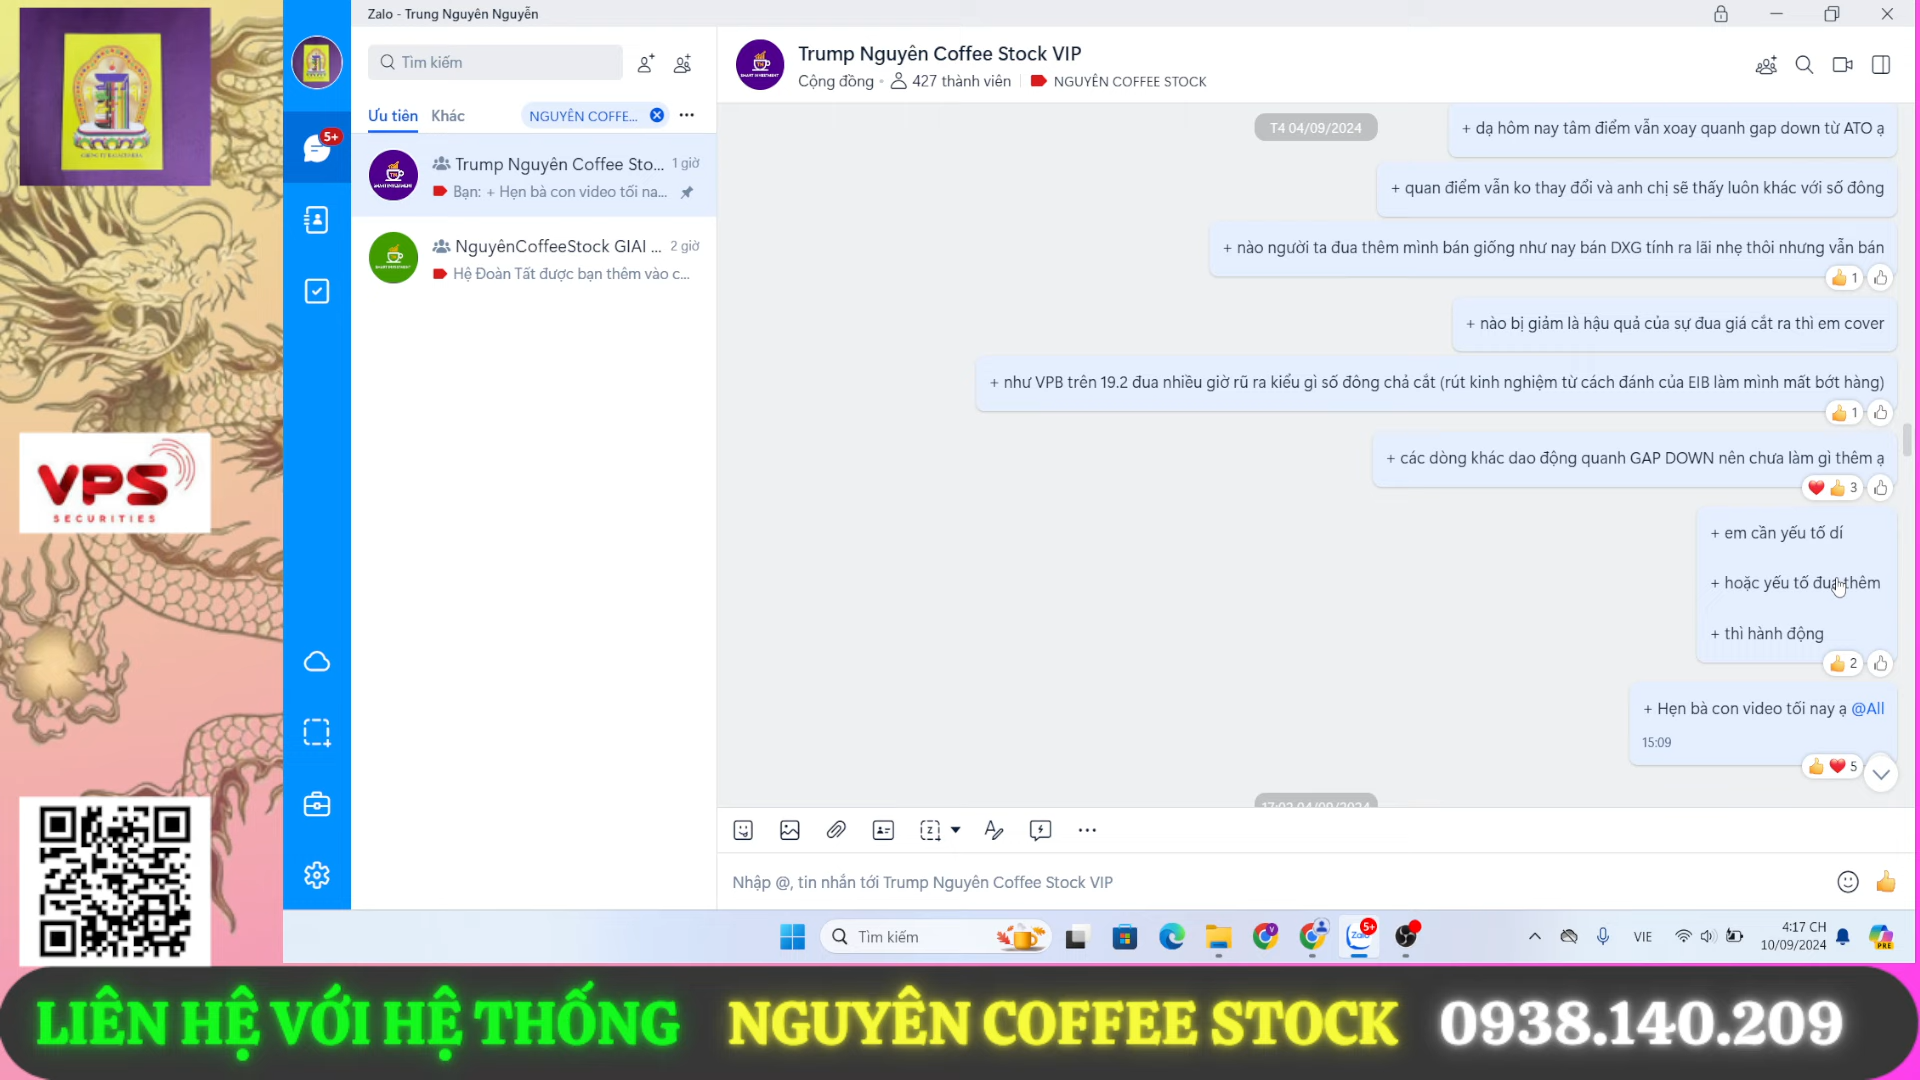 Zalo - Trung Nguyên Nguyễn
Tìm kiếm
Ưu tiên
Khác
NGUYÊN COFFE...
5+
Trump Nguyên Coffee Sto...
1 giờ
Bạn: + Hẹn bà con video tối na...
NguyênCoffeeStock GIAI ...
2 giờ
Hệ Đoàn Tất được bạn thêm vào c...
Trump Nguyên Coffee Stock VIP
Cộng đồng
427 thành viên
NGUYÊN COFFEE STOCK
T4 04/09/2024
+ dạ hôm nay tâm điểm vẫn xoay quanh gap down từ ATO ạ
+ quan điểm vẫn ko thay đổi và anh chị sẽ thấy luôn khác với số đông
+ nào người ta đua thêm mình bán giống như nay bán DXG tính ra lãi nhẹ thôi nhưng vẫn bán
1
+ nào bị giảm là hậu quả của sự đua giá cắt ra thì em cover
+ như VPB trên 19.2 đua nhiều giờ rũ ra kiểu gì số đông chả cắt (rút kinh nghiệm từ cách đánh của EIB làm mình mất bớt hàng)
1
+ các dòng khác dao động quanh GAP DOWN nên chưa làm gì thêm ạ
3
+ em cần yếu tố dí
+ hoặc yếu tố đua thêm
+ thì hành động
2
+ Hẹn bà con video tối nay ạ @All
15:09
5
Nhập @, tin nhắn tới Trump Nguyên Coffee Stock VIP
Tìm kiếm
Zalo
5+
VIE
4:17 CH
10/09/2024
PRE
VPS
SECURITIES
LIÊN HỆ VỚI HỆ THỐNG NGUYÊN COFFEE STOCK 0938.140.209